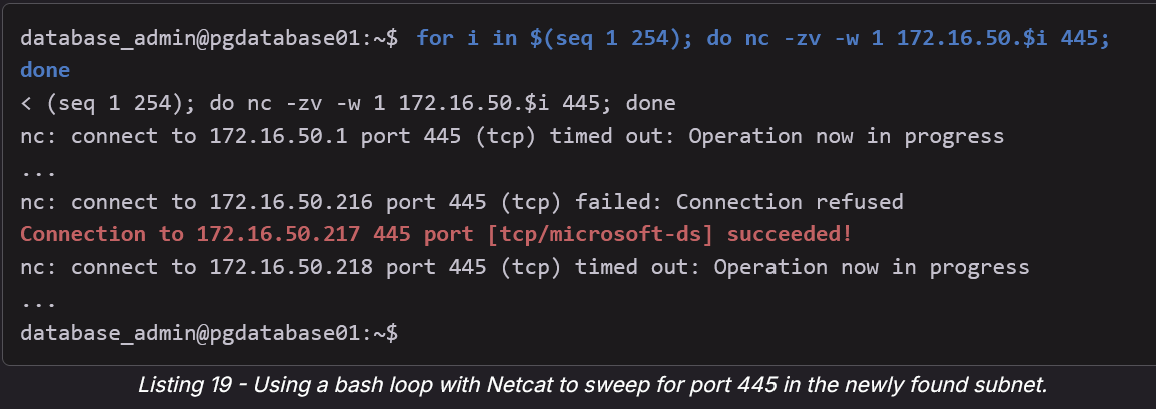 database_admin@pgdatabase01:~$ for i in $(seq 1 254); do nc -zv -w 1 172.16.50.$i 445;
done
< (seq 1 254); do nc -zv -w 1 172.16.50.$i 445; done
nc: connect to 172.16.50.1 port 445 (tcp) timed out: Operation now in progress
...
nc: connect to 172.16.50.216 port 445 (tcp) failed: Connection refused
Connection to 172.16.50.217 445 port [tcp/microsoft-ds] succeeded!
nc: connect to 172.16.50.218 port 445 (tcp) timed out: Operation now in progress
...
database_admin@pgdatabase01:~$
Listing 19 - Using a bash loop with Netcat to sweep for port 445 in the newly found subnet.